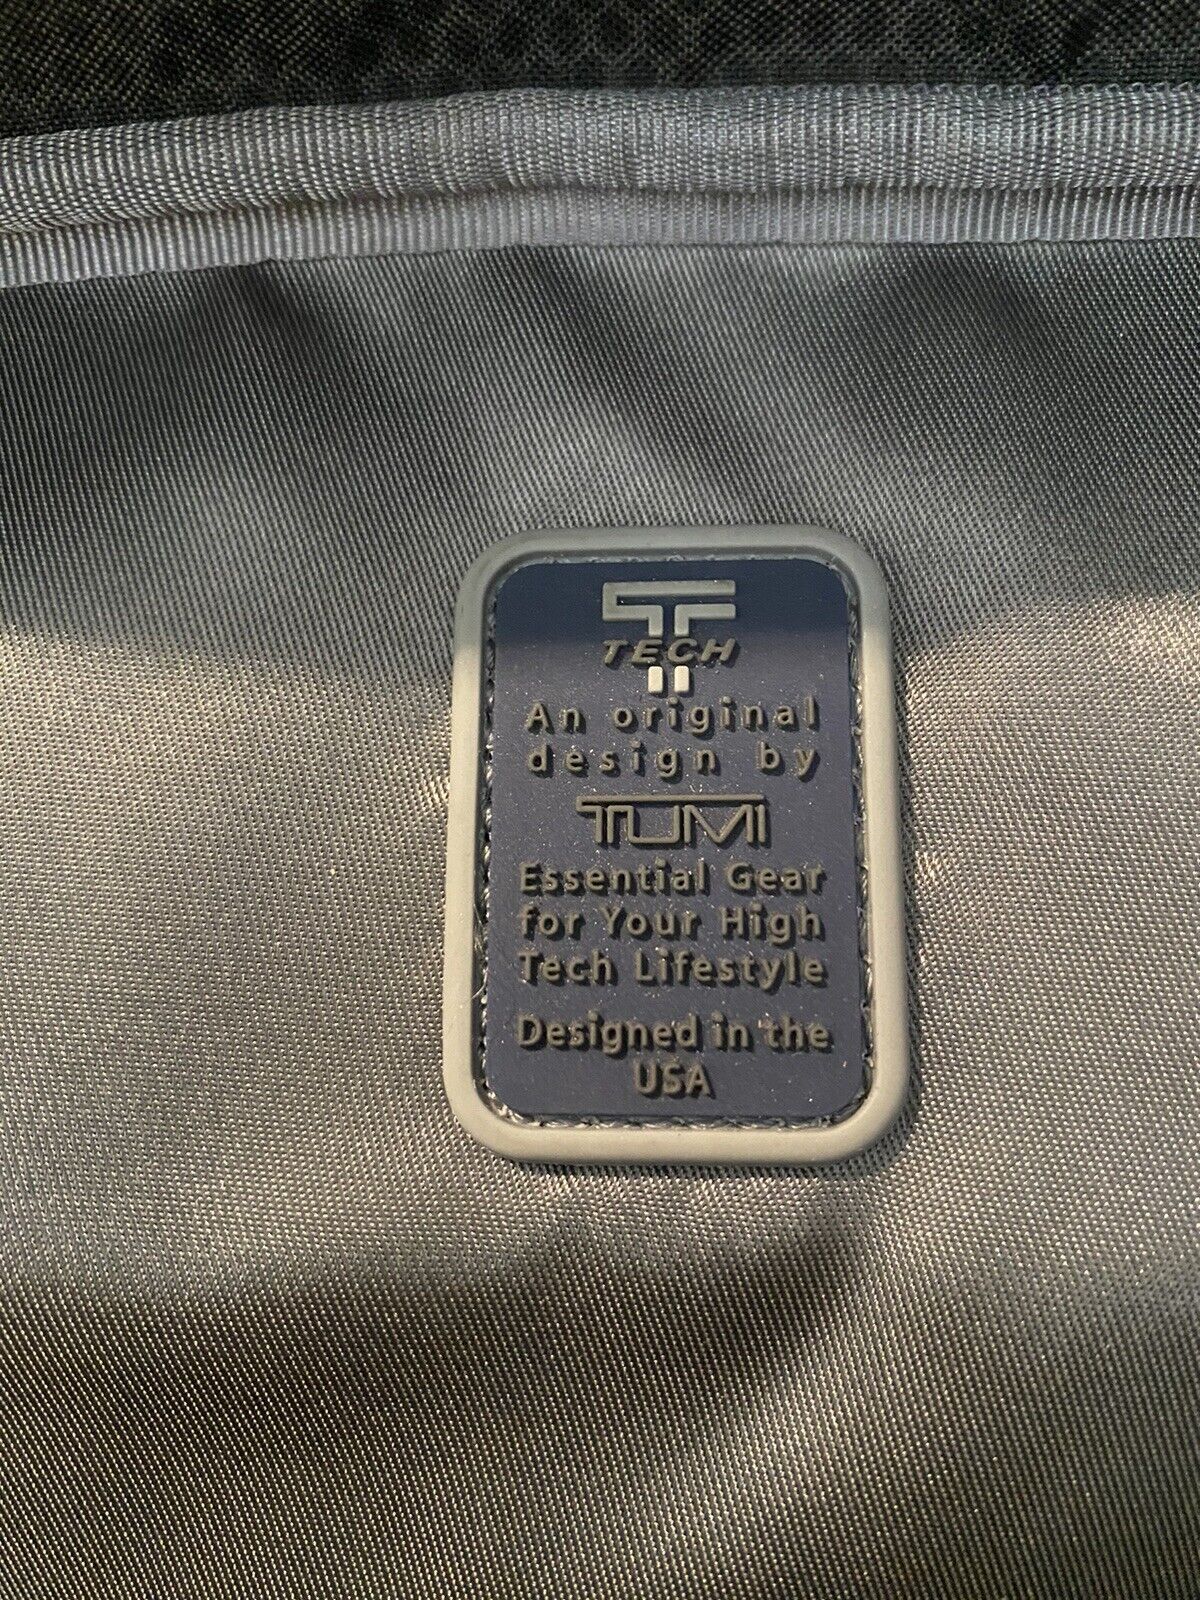 T
TECH
An original
design by
TUMI
Essential Gear
for Your High
Tech Lifestyle
Designed in the
USA